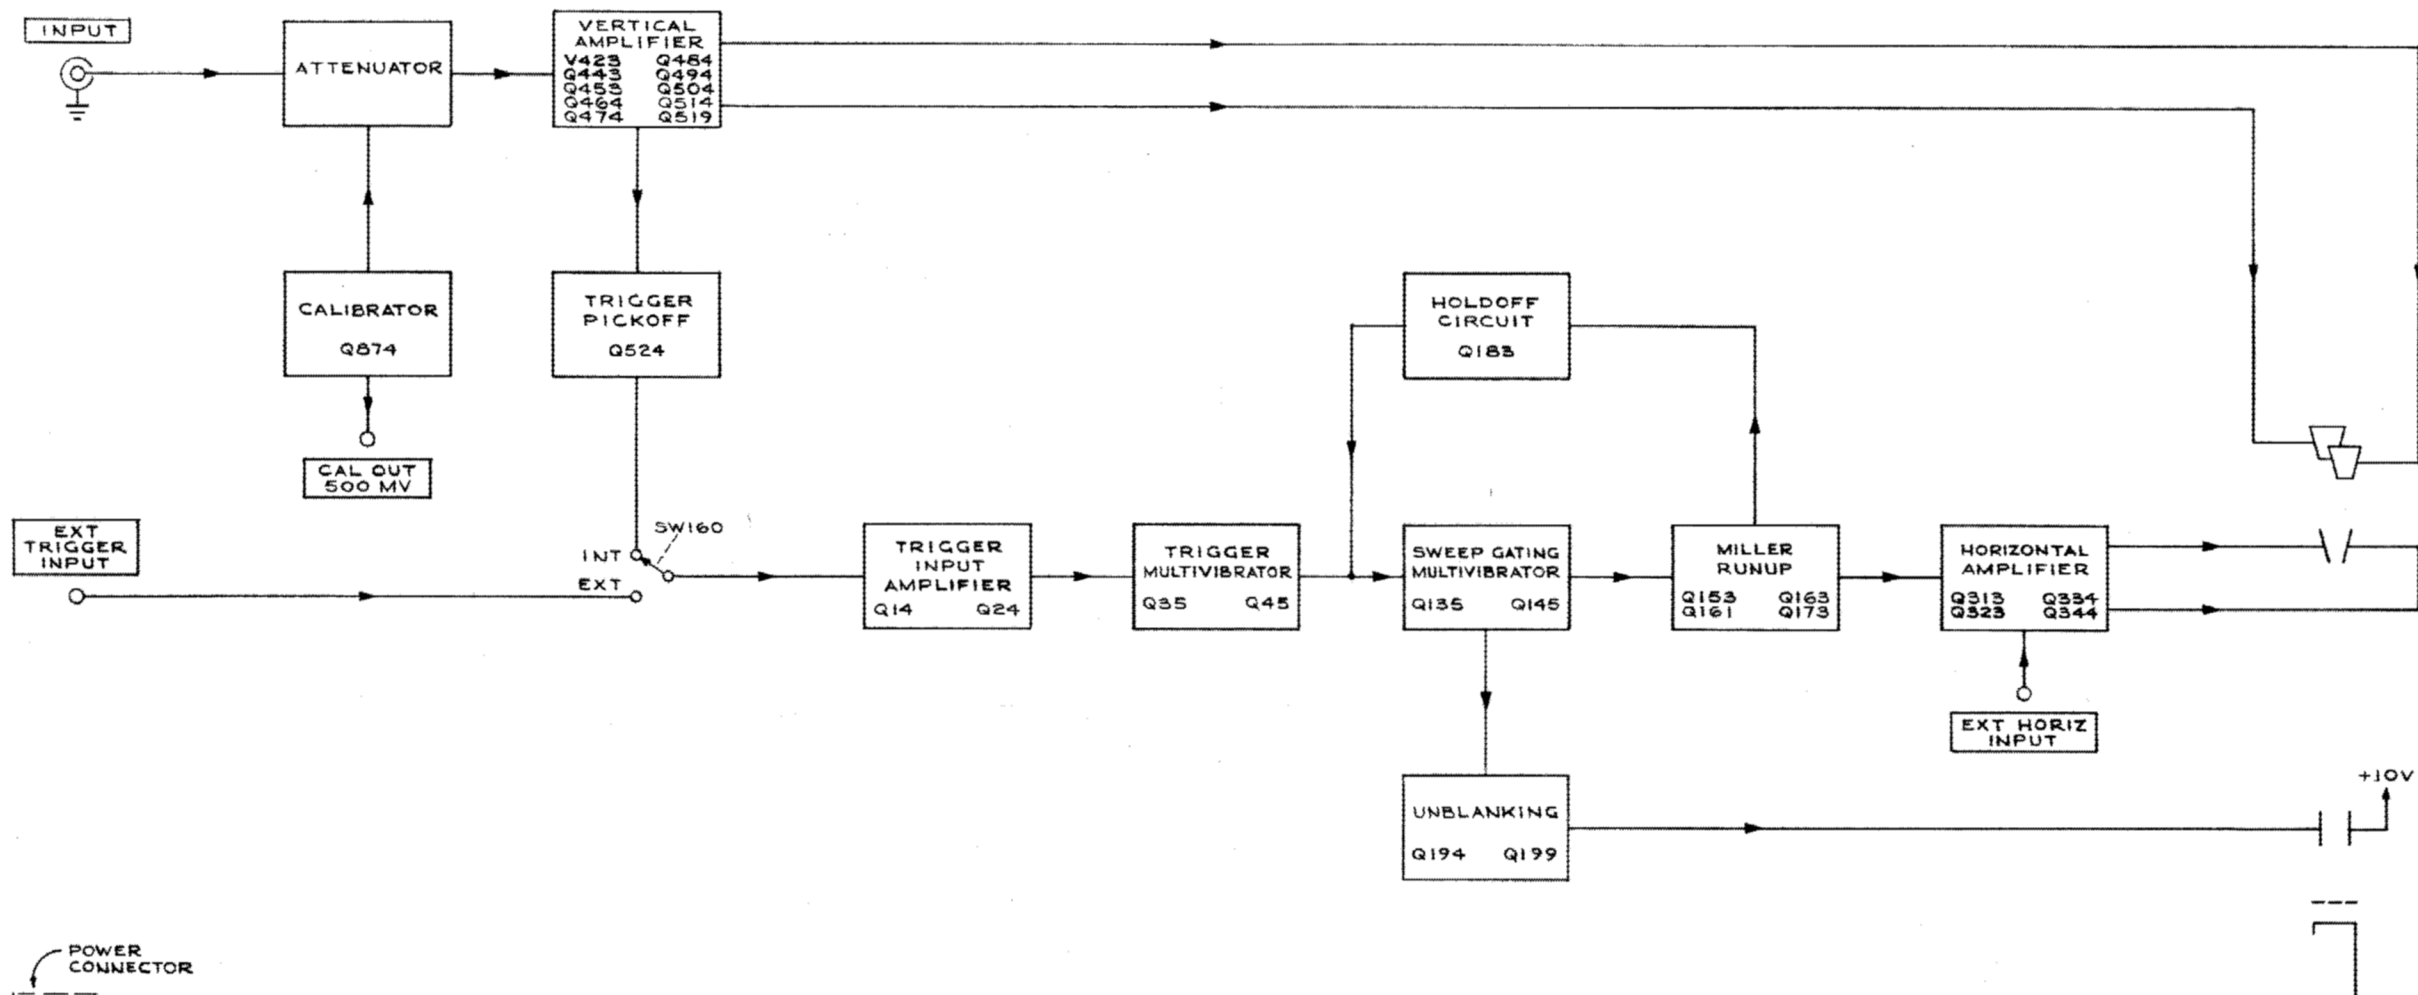 INPUT
ATTENUATOR
VERTICAL
AMPLIFIER
V423 Q484
Q443 Q494
Q453 Q504
Q464 Q514
Q474 Q519
CALIBRATOR
Q874
CAL OUT
500 MV
TRIGGER
PICKOFF
Q524
HOLDOFF
CIRCUIT
Q183
EXT
TRIGGER
INPUT
INT
EXT
SW160
TRIGGER
INPUT
AMPLIFIER
Q14 Q24
TRIGGER
MULTIVIBRATOR
Q35 Q45
SWEEP GATING
MULTIVIBRATOR
Q135 Q145
MILLER
RUNUP
Q153 Q163
Q161 Q173
HORIZONTAL
AMPLIFIER
Q313 Q334
Q323 Q344
EXT HORIZ
INPUT
UNBLANKING
Q194 Q199
+10V
POWER
CONNECTOR